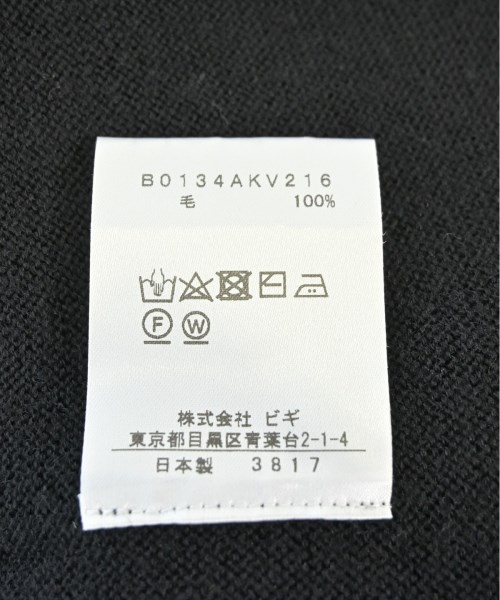 B0134AKV216
毛 100%
F W
株式会社 ビギ
東京都目黒区青葉台2-1-4
日本製 3817